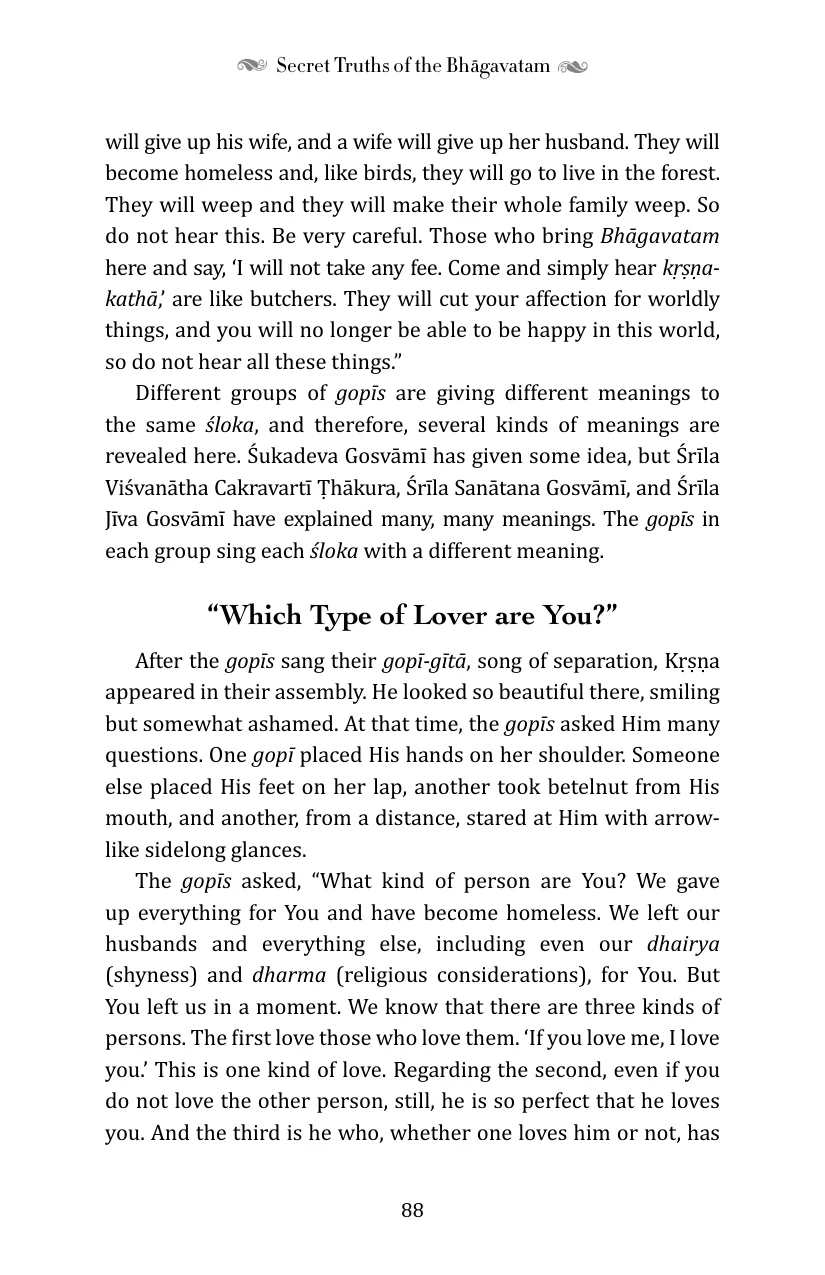 Secret Truths of the Bhāgavatam
will give up his wife, and a wife will give up her husband. They will
become homeless and, like birds, they will go to live in the forest.
They will weep and they will make their whole family weep. So
do not hear this. Be very careful. Those who bring Bhāgavatam
here and say, ‘I will not take any fee. Come and simply hear kṛṣṇa-
kathā,’ are like butchers. They will cut your affection for worldly
things, and you will no longer be able to be happy in this world,
so do not hear all these things.”
Different groups of gopīs are giving different meanings to
the same śloka, and therefore, several kinds of meanings are
revealed here. Śukadeva Gosvāmī has given some idea, but Śrīla
Viśvanātha Cakravartī Ṭhākura, Śrīla Sanātana Gosvāmī, and Śrīla
Jīva Gosvāmī have explained many, many meanings. The gopīs in
each group sing each śloka with a different meaning.
“Which Type of Lover are You?”
After the gopīs sang their gopī-gītā, song of separation, Kṛṣṇa
appeared in their assembly. He looked so beautiful there, smiling
but somewhat ashamed. At that time, the gopīs asked Him many
questions. One gopī placed His hands on her shoulder. Someone
else placed His feet on her lap, another took betelnut from His
mouth, and another, from a distance, stared at Him with arrow-
like sidelong glances.
The gopīs asked, “What kind of person are You? We gave
up everything for You and have become homeless. We left our
husbands and everything else, including even our dhairya
(shyness) and dharma (religious considerations), for You. But
You left us in a moment. We know that there are three kinds of
persons. The first love those who love them. ‘If you love me, I love
you.’ This is one kind of love. Regarding the second, even if you
do not love the other person, still, he is so perfect that he loves
you. And the third is he who, whether one loves him or not, has
88